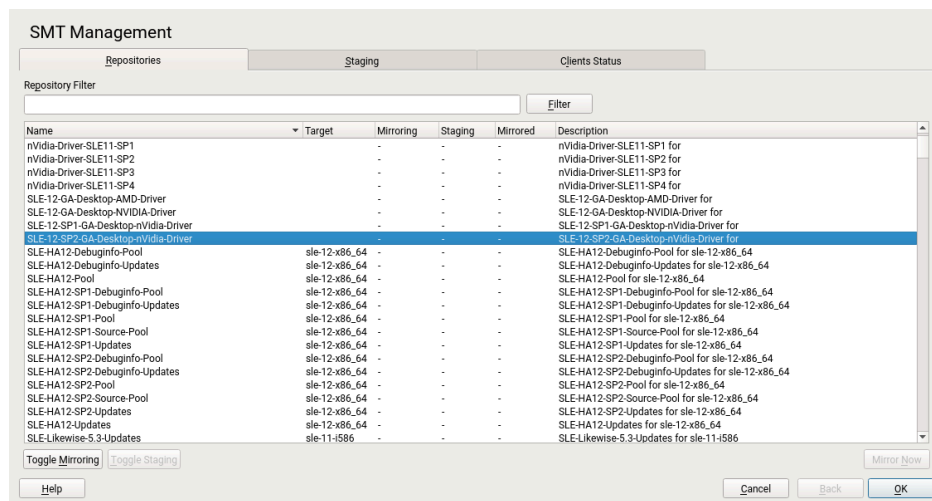 SMT Management
Repositories Staging Clients Status
Repository Filter
Filter
Name Target Mirroring Staging Mirrored Description
nVidia-Driver-SLE11-SP1 - - - nVidia-Driver-SLE11-SP1 for
nVidia-Driver-SLE11-SP2 - - - nVidia-Driver-SLE11-SP2 for
nVidia-Driver-SLE11-SP3 - - - nVidia-Driver-SLE11-SP3 for
nVidia-Driver-SLE11-SP4 - - - nVidia-Driver-SLE11-SP4 for
SLE-12-GA-Desktop-AMD-Driver - - - SLE-12-GA-Desktop-AMD-Driver for
SLE-12-GA-Desktop-NVIDIA-Driver - - - SLE-12-GA-Desktop-NVIDIA-Driver for
SLE-12-SP1-GA-Desktop-nVidia-Driver - - - SLE-12-SP1-GA-Desktop-nVidia-Driver for
SLE-12-SP2-GA-Desktop-nVidia-Driver - - - SLE-12-SP2-GA-Desktop-nVidia-Driver for
SLE-HA12-Debuginfo-Pool sle-12-x86_64 - - - SLE-HA12-Debuginfo-Pool for sle-12-x86_64
SLE-HA12-Debuginfo-Updates sle-12-x86_64 - - - SLE-HA12-Debuginfo-Updates for sle-12-x86_64
SLE-HA12-Pool sle-12-x86_64 - - - SLE-HA12-Pool for sle-12-x86_64
SLE-HA12-SP1-Debuginfo-Pool sle-12-x86_64 - - - SLE-HA12-SP1-Debuginfo-Pool for sle-12-x86_64
SLE-HA12-SP1-Debuginfo-Updates sle-12-x86_64 - - - SLE-HA12-SP1-Debuginfo-Updates for sle-12-x86_64
SLE-HA12-SP1-Pool sle-12-x86_64 - - - SLE-HA12-SP1-Pool for sle-12-x86_64
SLE-HA12-SP1-Source-Pool sle-12-x86_64 - - - SLE-HA12-SP1-Source-Pool for sle-12-x86_64
SLE-HA12-SP1-Updates sle-12-x86_64 - - - SLE-HA12-SP1-Updates for sle-12-x86_64
SLE-HA12-SP2-Debuginfo-Pool sle-12-x86_64 - - - SLE-HA12-SP2-Debuginfo-Pool for sle-12-x86_64
SLE-HA12-SP2-Debuginfo-Updates sle-12-x86_64 - - - SLE-HA12-SP2-Debuginfo-Updates for sle-12-x86_64
SLE-HA12-SP2-Pool sle-12-x86_64 - - - SLE-HA12-SP2-Pool for sle-12-x86_64
SLE-HA12-SP2-Source-Pool sle-12-x86_64 - - - SLE-HA12-SP2-Source-Pool for sle-12-x86_64
SLE-HA12-SP2-Updates sle-12-x86_64 - - - SLE-HA12-SP2-Updates for sle-12-x86_64
SLE-HA12-Updates sle-12-x86_64 - - - SLE-HA12-Updates for sle-12-x86_64
SLE-Likewise-5.3-Updates sle-11-i586 - - - SLE-Likewise-5.3-Updates for sle-11-i586
Toggle Mirroring Toggle Staging Mirror Now
Help Cancel Back OK